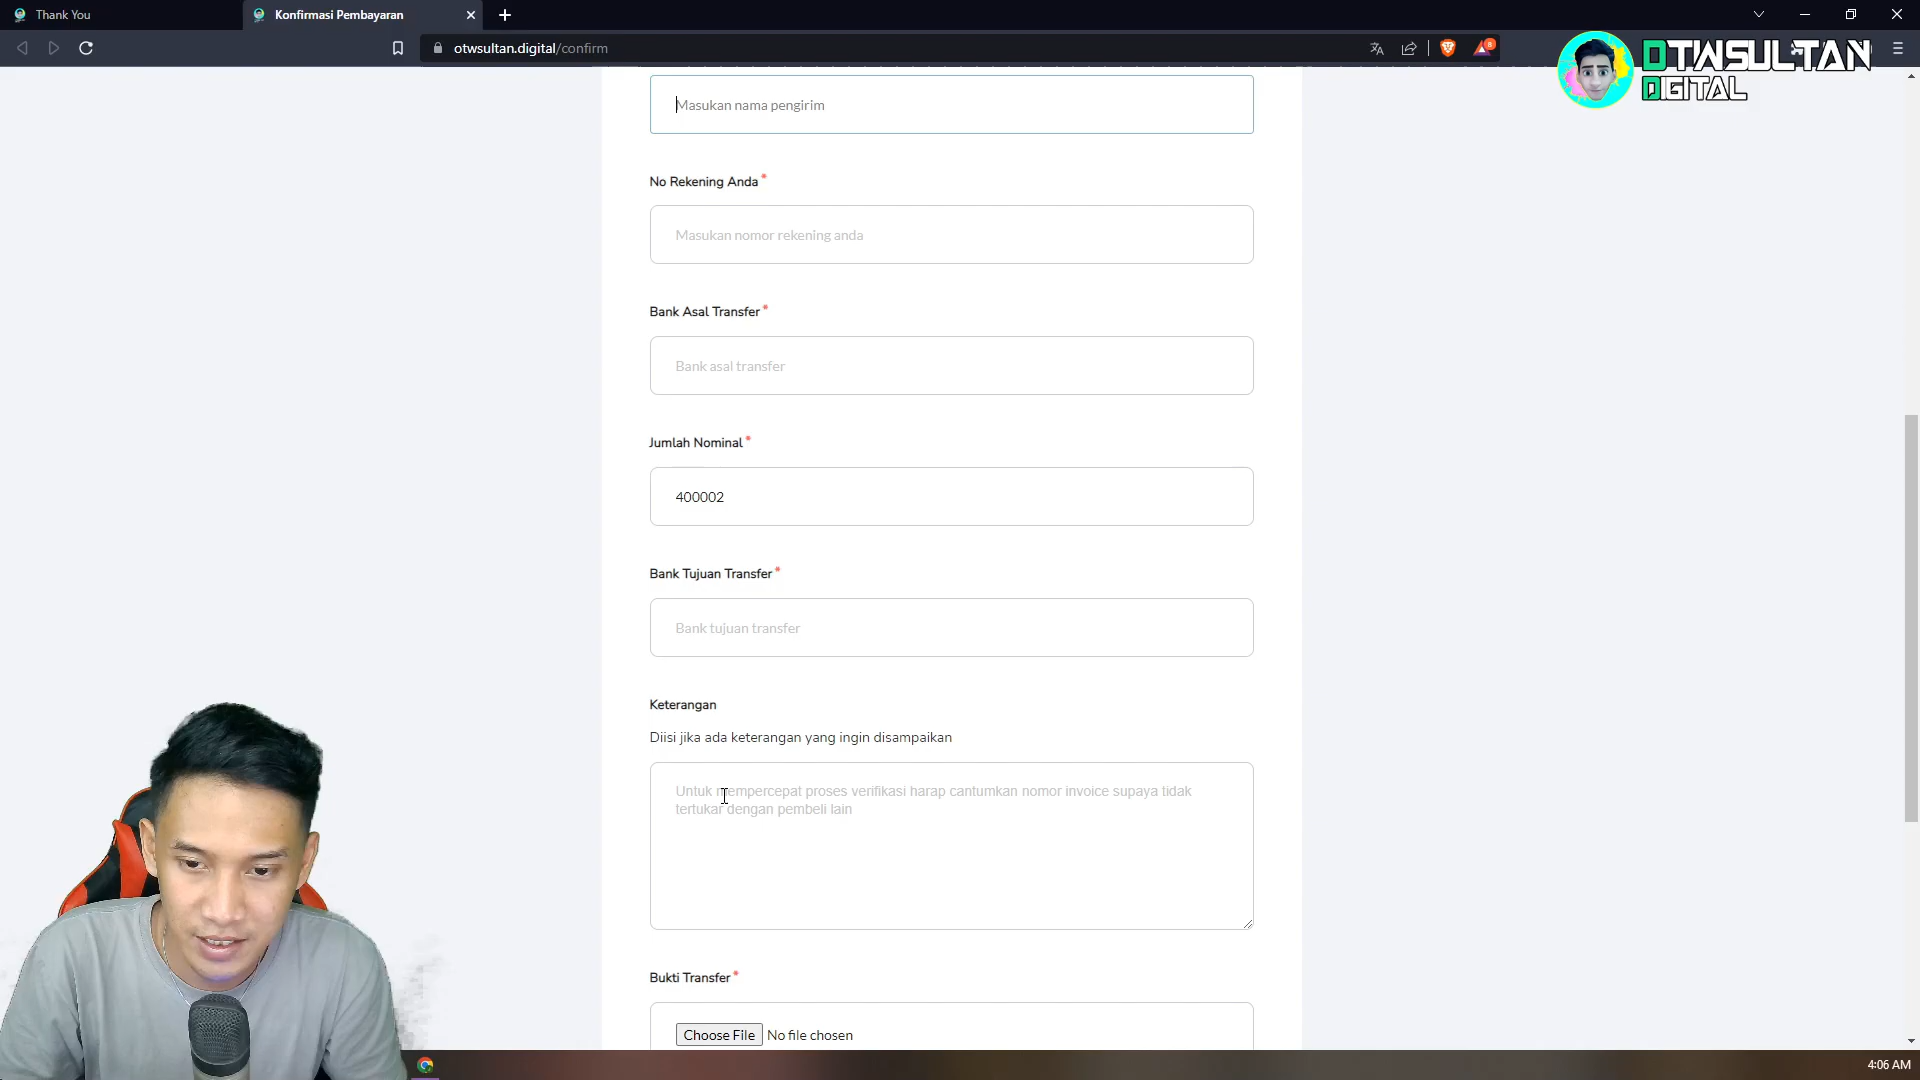 Thank You
Konfirmasi Pembayaran
otwsultan.digital/confirm
8
OTWSULTAN
DIGITAL
Masukan nama pengirim
No Rekening Anda*
Masukan nomor rekening anda
Bank Asal Transfer*
Bank asal transfer
Jumlah Nominal*
400002
Bank Tujuan Transfer*
Bank tujuan transfer
Keterangan
Diisi jika ada keterangan yang ingin disampaikan
Untuk mempercepat proses verifikasi harap cantumkan nomor invoice supaya tidak
tertukar dengan pembeli lain
Bukti Transfer*
Choose File No file chosen
4:06 AM